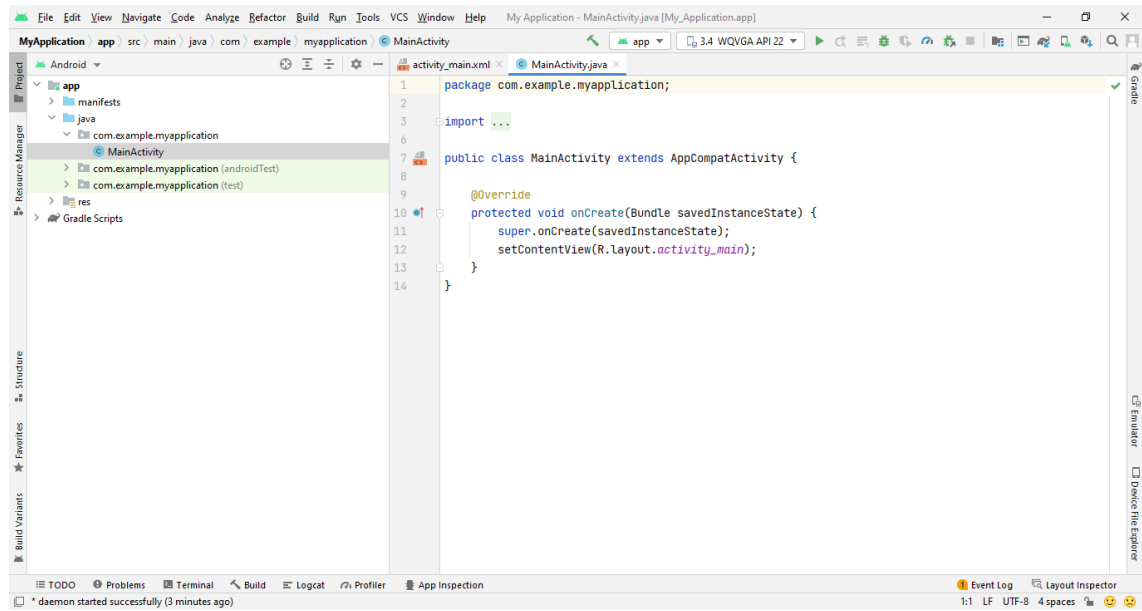 File Edit View Navigate Code Analyze Refactor Build Run Tools VCS Window Help My Application - MainActivity.java [My_Application.app]
MyApplication app src main java com example myapplication MainActivity app 3.4 WQVGA API 22
Project
Resource Manager
Structure
Favorites
Build Variants
Android
app
manifests
java
com.example.myapplication
MainActivity
com.example.myapplication (androidTest)
com.example.myapplication (test)
res
Gradle Scripts
activity_main.xml MainActivity.java
1 package com.example.myapplication;
2
3 import ...
6
7 public class MainActivity extends AppCompatActivity {
8
9 @Override
10 protected void onCreate(Bundle savedInstanceState) {
11 super.onCreate(savedInstanceState);
12 setContentView(R.layout.activity_main);
13 }
14 }
Gradle
Emulator
Device File Explorer
TODO Problems Terminal Build Logcat Profiler App Inspection 1 Event Log Layout Inspector
* daemon started successfully (3 minutes ago) 1:1 LF UTF-8 4 spaces